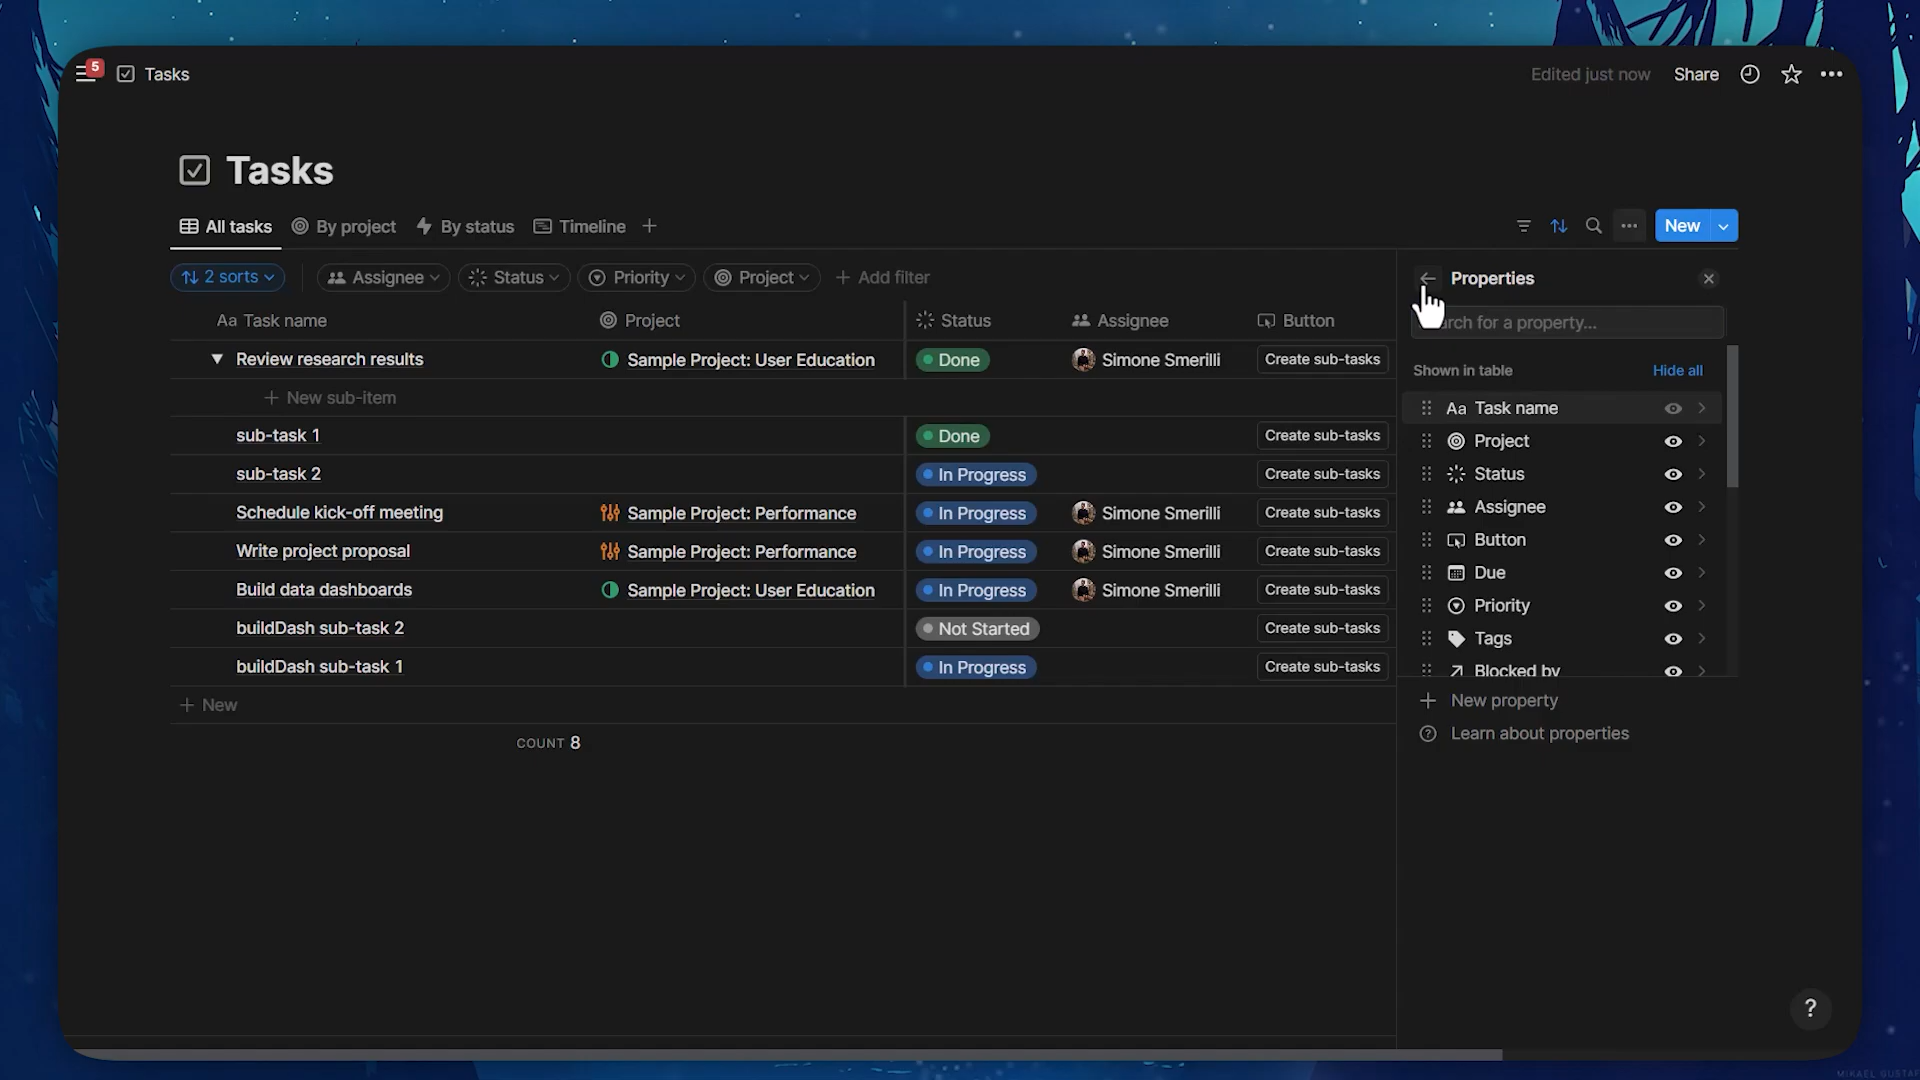 5
Tasks
Edited just now
Share
Tasks
All tasks
By project
By status
Timeline
New
2 sorts
Assignee
Status
Priority
Project
Add filter
Properties
Aa Task name
Project
Status
Assignee
Button
rch for a property...
Review research results
Sample Project: User Education
Done
Simone Smerilli
Create sub-tasks
Shown in table
Hide all
New sub-item
Aa Task name
sub-task 1
Done
Create sub-tasks
Project
sub-task 2
In Progress
Create sub-tasks
Status
Schedule kick-off meeting
Sample Project: Performance
In Progress
Simone Smerilli
Create sub-tasks
Assignee
Write project proposal
Sample Project: Performance
In Progress
Simone Smerilli
Create sub-tasks
Button
Build data dashboards
Sample Project: User Education
In Progress
Simone Smerilli
Create sub-tasks
Due
Priority
buildDash sub-task 2
Not Started
Create sub-tasks
Tags
buildDash sub-task 1
In Progress
Create sub-tasks
Blocked by
New
New property
COUNT 8
Learn about properties
?